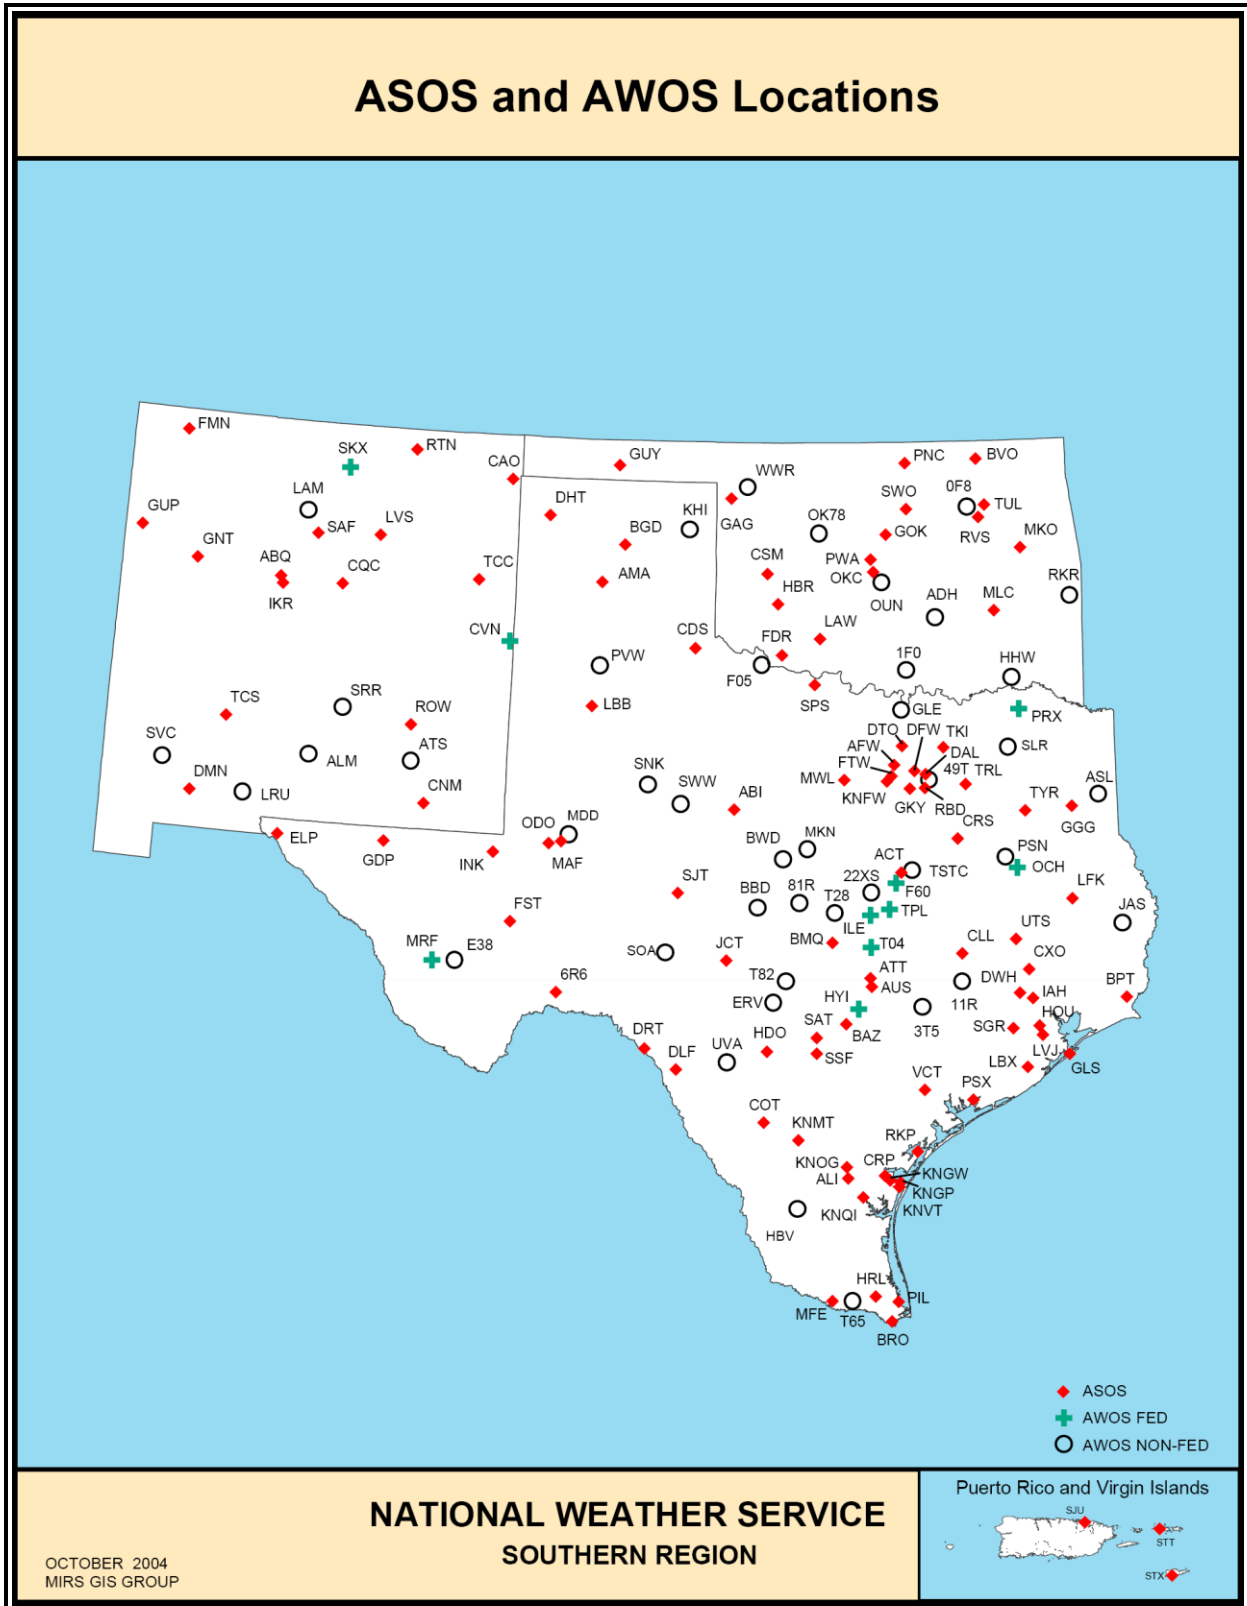 ASOS and AWOS Locations
FMN
SKX
RTN
CAO
GUY
WWR
PNC
BVO
LAM
GUP
SAF
LVS
DHT
KHI
GAG
OK78
SWO
0F8
TUL
GNT
ABQ
CQC
TCC
BGD
GOK
RVS
MKO
IKR
AMA
CSM
PWA
OKC
RKR
HBR
OUN
ADH
MLC
CVN
CDS
LAW
FDR
PVW
F05
1F0
HHW
TCS
SRR
ROW
LBB
SPS
GLE
PRX
SVC
ALM
ATS
DTO
DFW
TKI
SLR
AFW
DAL
FTW
DMN
LRU
CNM
SNK
SWW
MWL
49T
TRL
ASL
KNFW
GKY
RBD
TYR
GGG
ABI
ELP
ODO
MDD
CRS
GDP
INK
MAF
BWD
MKN
ACT
TSTC
PSN
OCH
SJT
BBD
81R
22XS
F60
LFK
T28
TPL
JAS
FST
ILE
MRF
E38
SOA
JCT
BMQ
T04
CLL
UTS
CXO
6R6
T82
ATT
AUS
DWH
IAH
BPT
ERV
HYI
11R
HOU
DRT
UVA
HDO
SAT
BAZ
3T5
SGR
DLF
SSF
LVJ
LBX
GLS
VCT
PSX
COT
KNMT
RKP
KNOG
CRP
KNGW
ALI
KNGP
KNQI
KNVT
HBV
HRL
MFE
T65
PIL
BRO
ASOS
AWOS FED
AWOS NON-FED
NATIONAL WEATHER SERVICE
SOUTHERN REGION
OCTOBER 2004
MIRS GIS GROUP
Puerto Rico and Virgin Islands
SJU
STT
STX